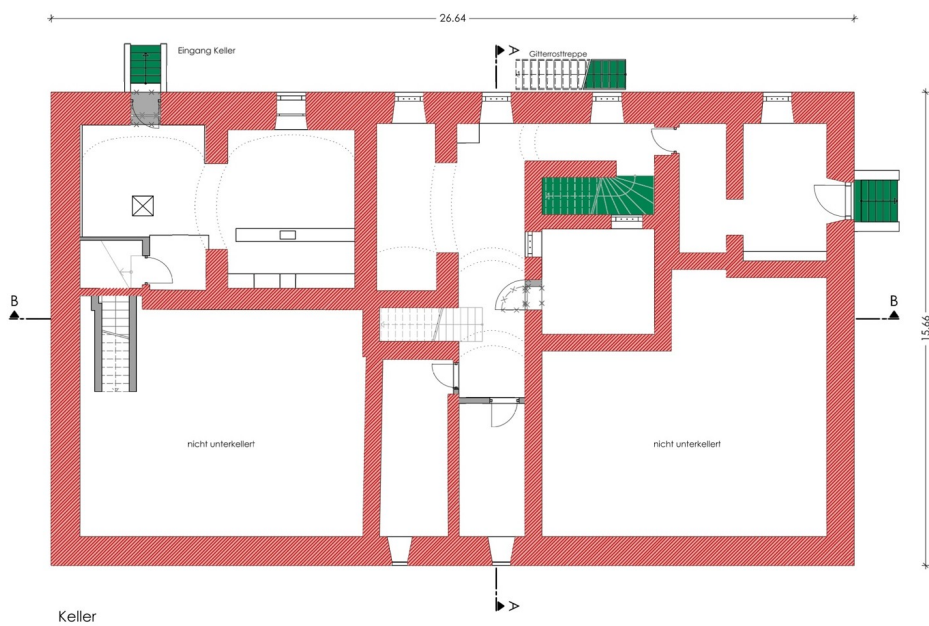 26.64
Eingang Keller
A
Gitterrosttreppe
B
B
15.66
nicht unterkellert
nicht unterkellert
A
Keller